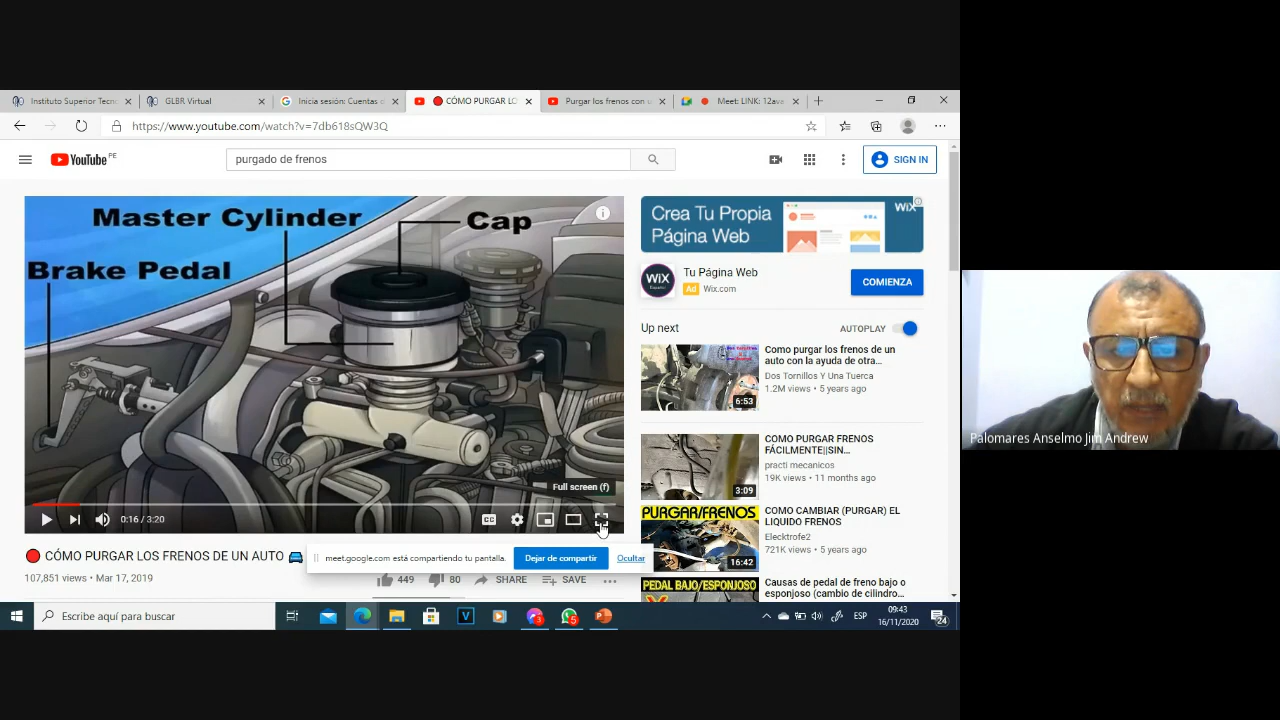 Instituto Superior Tecn
GLBR Virtual
Inicia sesión: Cuentas d
CÓMO PURGAR LO
Purgar los frenos con u
Meet: LINK: 12ava
https://www.youtube.com/watch?v=7db618sQW3Q
YouTube PE
purgado de frenos
SIGN IN
Master Cylinder
Cap
Brake Pedal
Full screen (f)
0:16 / 3:20
CC
CÓMO PURGAR LOS FRENOS DE UN AUTO
107,851 views • Mar 17, 2019
meet.google.com está compartiendo tu pantalla.
Dejar de compartir
Ocultar
449
80
SHARE
SAVE
Crea Tu Propia
Página Web
WiX
WiX
Tu Página Web
Ad Wix.com
COMIENZA
Up next
AUTOPLAY
6:53
Como purgar los frenos de un
auto con la ayuda de otra...
Dos Tornillos Y Una Tuerca
1.2M views • 5 years ago
3:09
COMO PURGAR FRENOS
FÁCILMENTE||SIN...
practi mecanicos
19K views • 11 months ago
PURGAR/FRENOS
16:42
COMO CAMBIAR (PURGAR) EL
LIQUIDO FRENOS
Elecktrofe2
721K views • 5 years ago
PEDAL BAJO/ESPONJOSO
Causas de pedal de freno bajo o
esponjoso (cambio de cilindro...
Escribe aquí para buscar
ESP
09:43
16/11/2020
24
Palomares Anselmo Jim Andrew